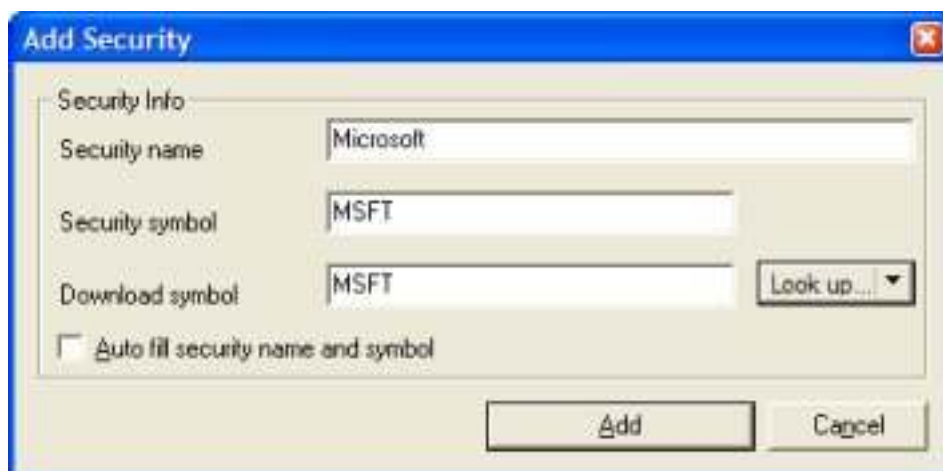 Add Security
Security Info
Security name
Microsoft
Security symbol
MSFT
Download symbol
MSFT
Look up...
Auto fill security name and symbol
Add
Cancel